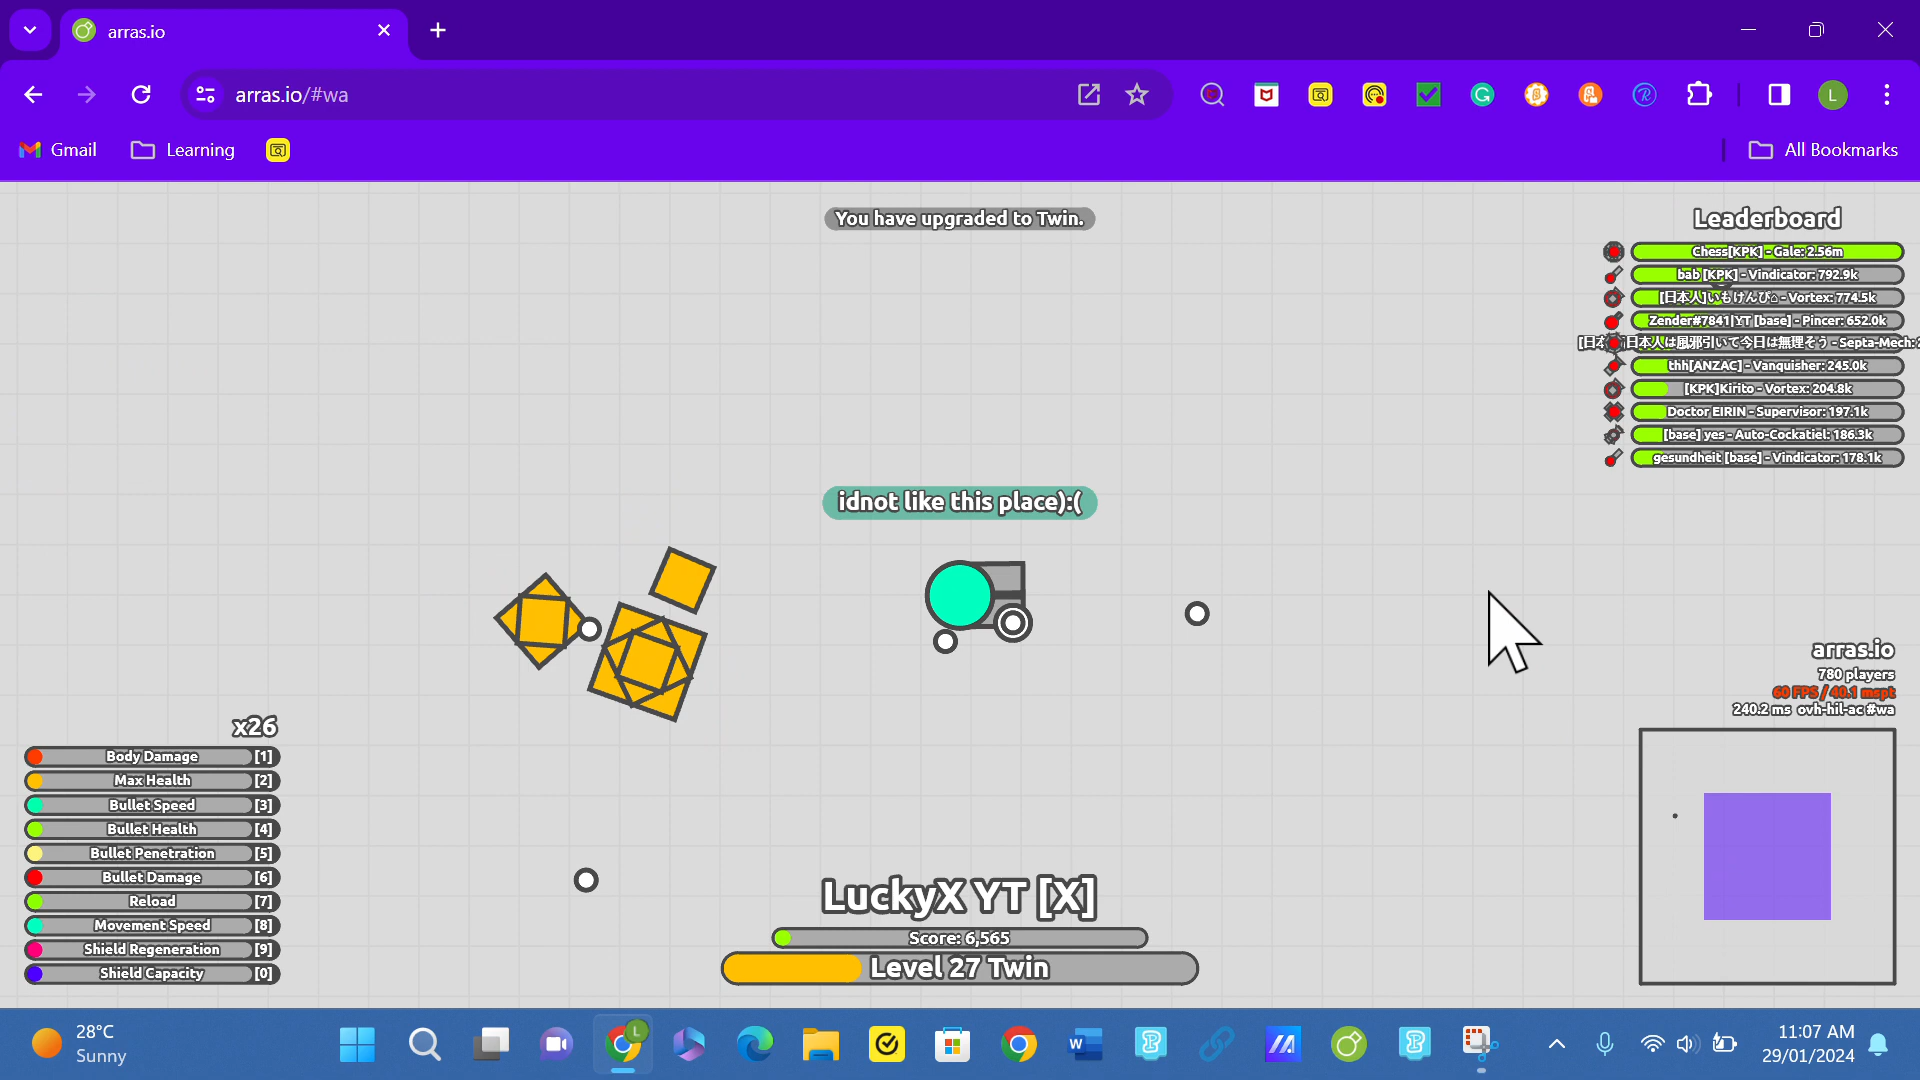 arras.io
arras.io/#wa
Gmail
Learning
All Bookmarks
You have upgraded to Twin.
Leaderboard
Chess[KPK] - Gale: 2.56m
bab [KPK] - Vindicator: 792.9k
[日本人]いもけんぴ⌂ - Vortex: 774.5k
Zender#7841|YT [base] - Pincer: 652.0k
日本人は風邪引いて今日は無理そう - Septa-Mech:
thh[ANZAC] - Vanquisher: 245.0k
[KPK]Kirito - Vortex: 204.8k
Doctor EIRIN - Supervisor: 197.1k
[base] yes - Auto-Cockatiel: 186.3k
gesundheit [base] - Vindicator: 178.1k
idnot like this place):(
arras.io
780 players
60 FPS / 40.1 mspt
240.2 ms ovh-hil-ac #wa
x26
Body Damage [1]
Max Health [2]
Bullet Speed [3]
Bullet Health [4]
Bullet Penetration [5]
Bullet Damage [6]
Reload [7]
Movement Speed [8]
Shield Regeneration [9]
Shield Capacity [0]
LuckyX YT [X]
Score: 6,565
Level 27 Twin
28°C
Sunny
11:07 AM
29/01/2024